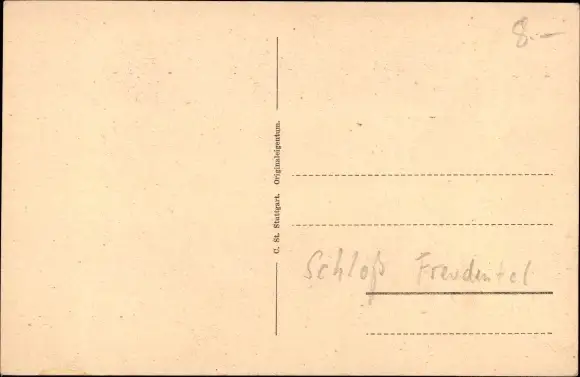 8.-
C. St. Stuttgart. Originaleigentum.
Schloß Freudental